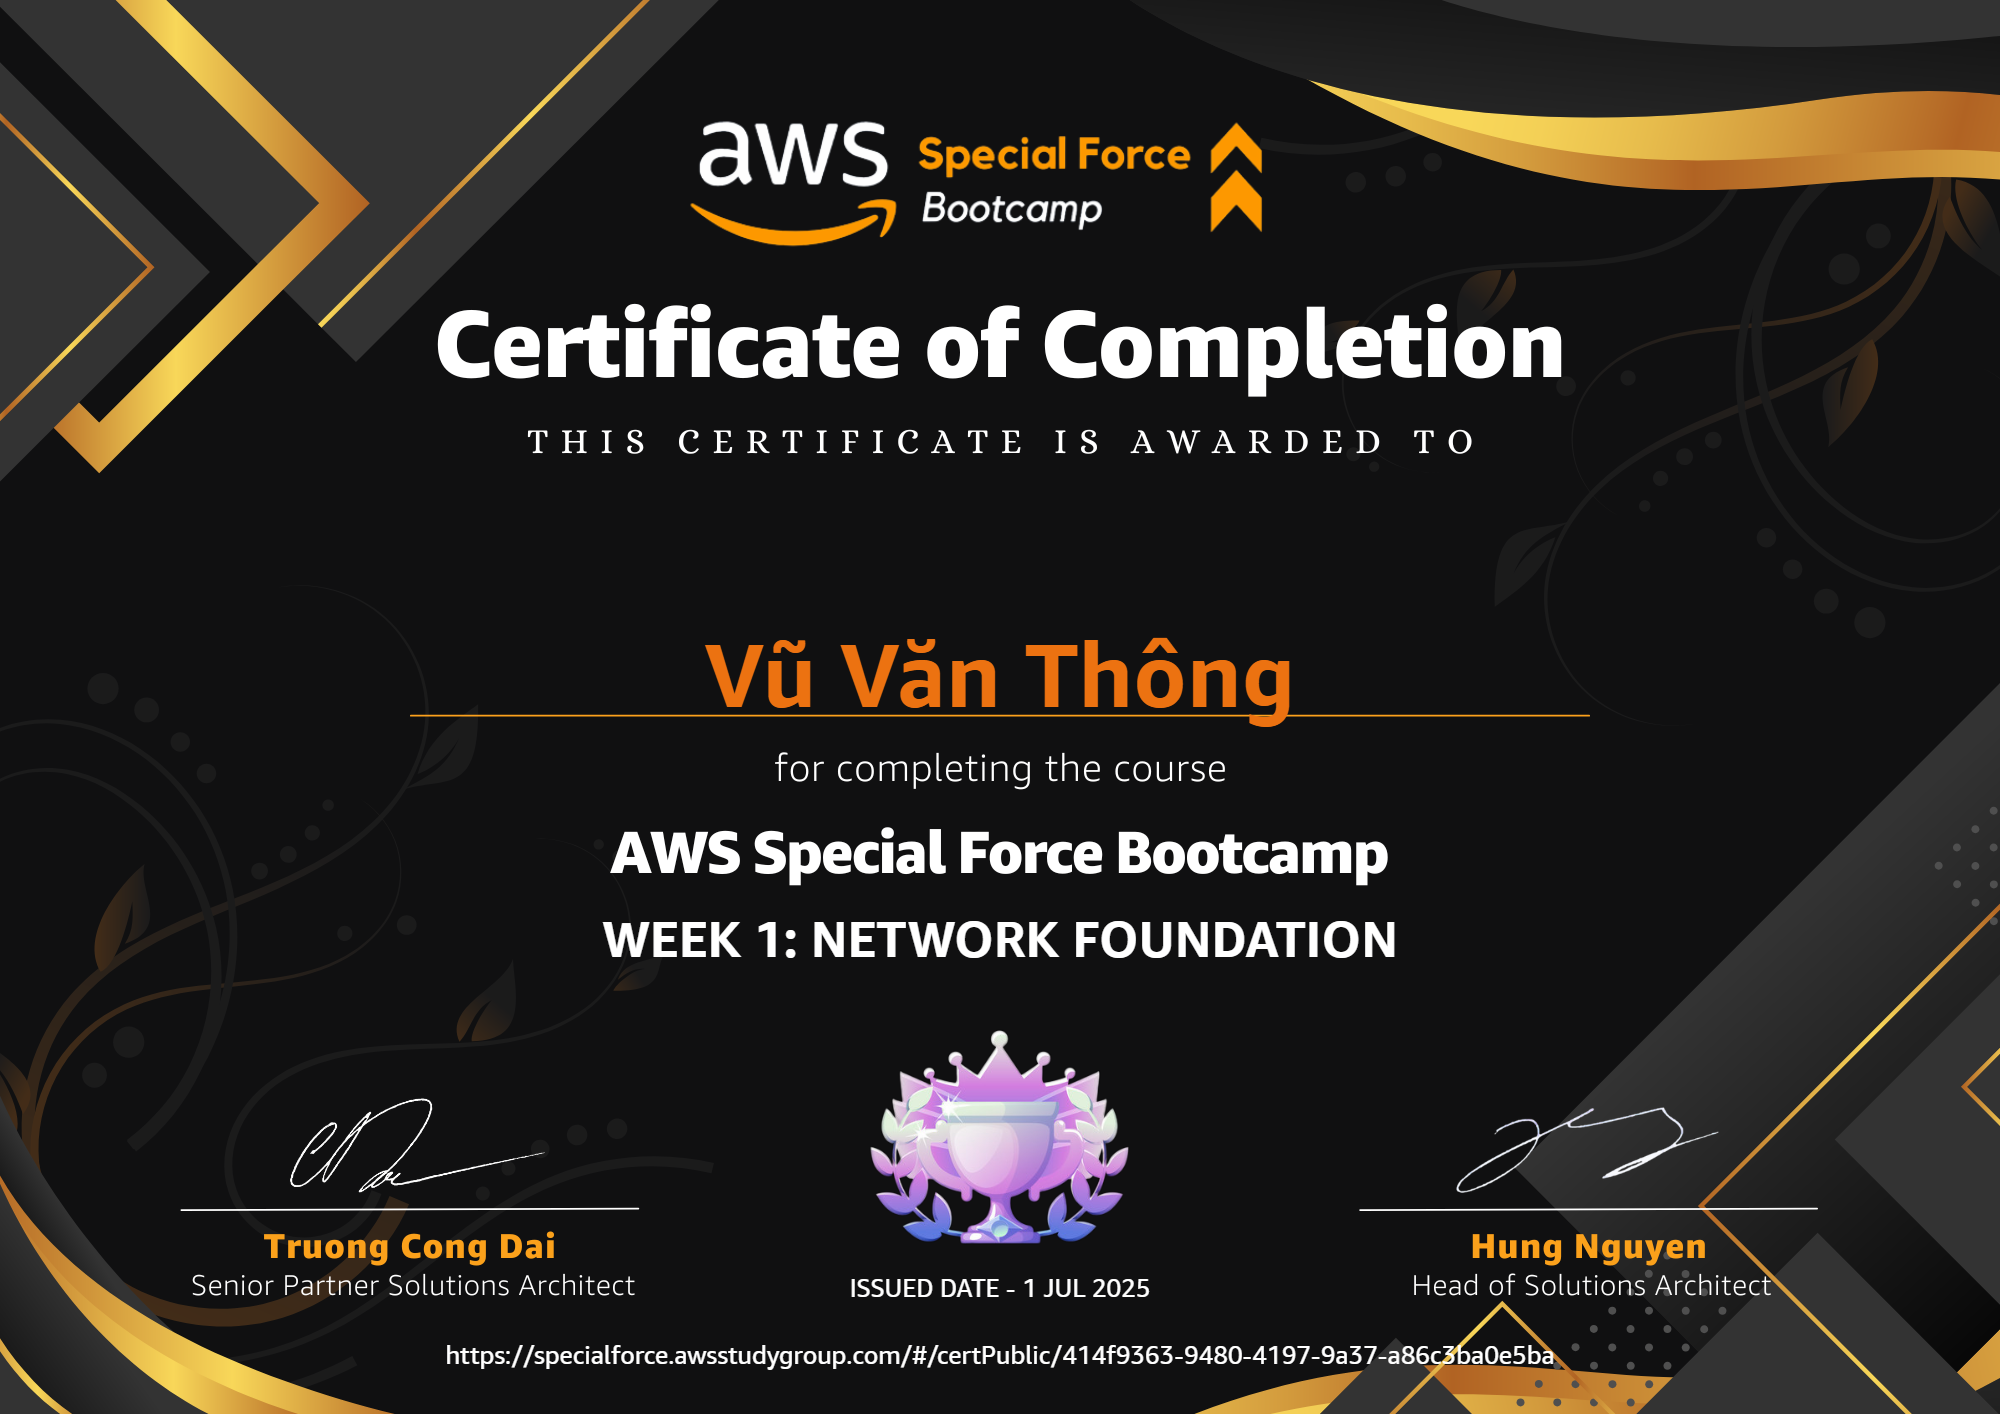 aws Special Force
Bootcamp
Certificate of Completion
THIS CERTIFICATE IS AWARDED TO
Vũ Văn Thông
for completing the course
AWS Special Force Bootcamp
WEEK 1: NETWORK FOUNDATION
Truong Cong Dai
Senior Partner Solutions Architect
ISSUED DATE - 1 JUL 2025
Hung Nguyen
Head of Solutions Architect
https://specialforce.awsstudygroup.com/#/certPublic/414f9363-9480-4197-9a37-a86c3ba0e5ba